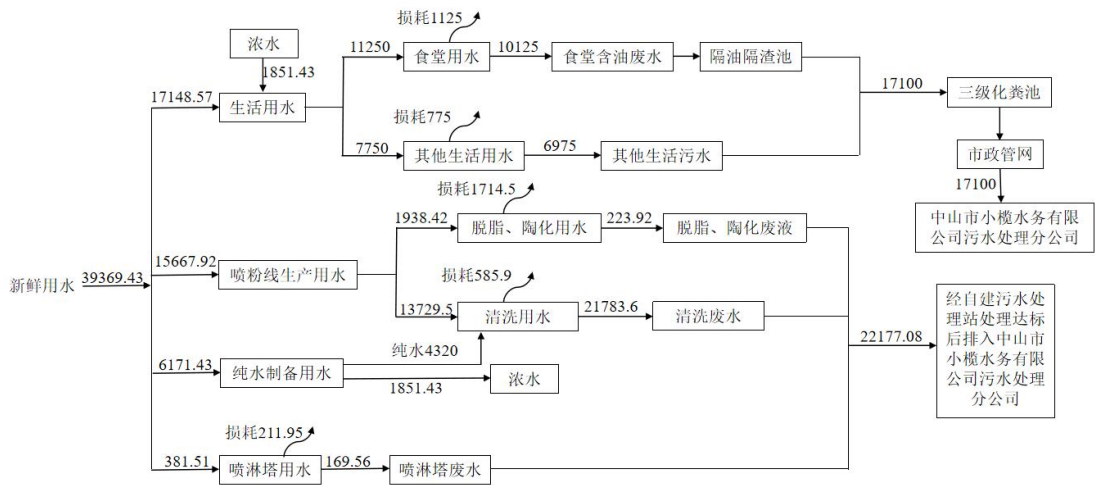 损耗1125
浓水
11250
食堂用水
10125
食堂含油废水
隔油隔渣池
1851.43
17148.57
生活用水
17100
三级化粪池
损耗775
7750
其他生活用水
6975
其他生活污水
市政管网
17100
损耗1714.5
1938.42
脱脂、陶化用水
223.92
脱脂、陶化废液
中山市小榄水务有限
公司污水处理分公司
新鲜用水
39369.43
15667.92
喷粉线生产用水
损耗585.9
13729.5
清洗用水
21783.6
清洗废水
22177.08
经自建污水处
理站处理达标
后排入中山市
小榄水务有限
公司污水处理
分公司
纯水4320
6171.43
纯水制备用水
1851.43
浓水
损耗211.95
381.51
喷淋塔用水
169.56
喷淋塔废水